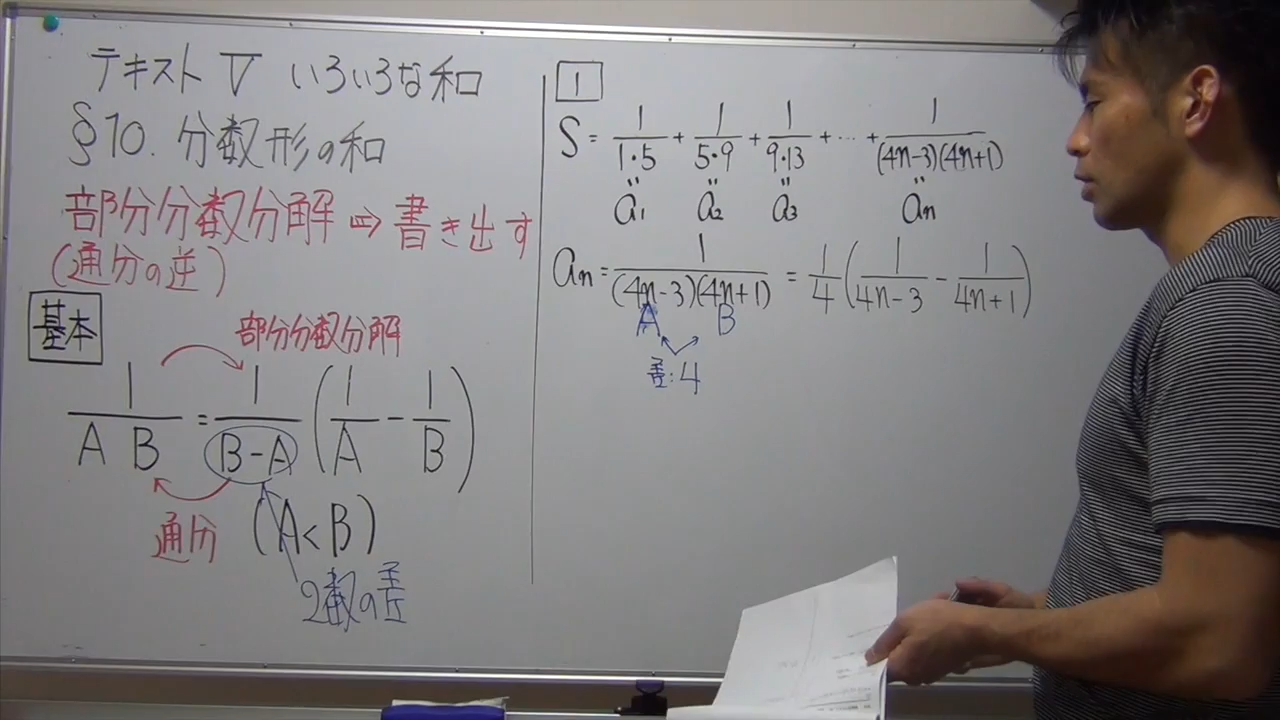 テキストⅤ いろいろな和
§10. 分数形の和
部分分数分解 ⇨ 書き出す
(通分の逆)
基本
部分分数分解
1/(A B) = 1/(B-A) (1/A - 1/B)
通分 (A<B)
2数の差
1
S = 1/(1・5) + 1/(5・9) + 1/(9・13) + … + 1/((4n-3)(4n+1))
a₁ a₂ a₃ an
an = 1/((4n-3)(4n+1)) = 1/4 (1/(4n-3) - 1/(4n+1))
A B
差:4